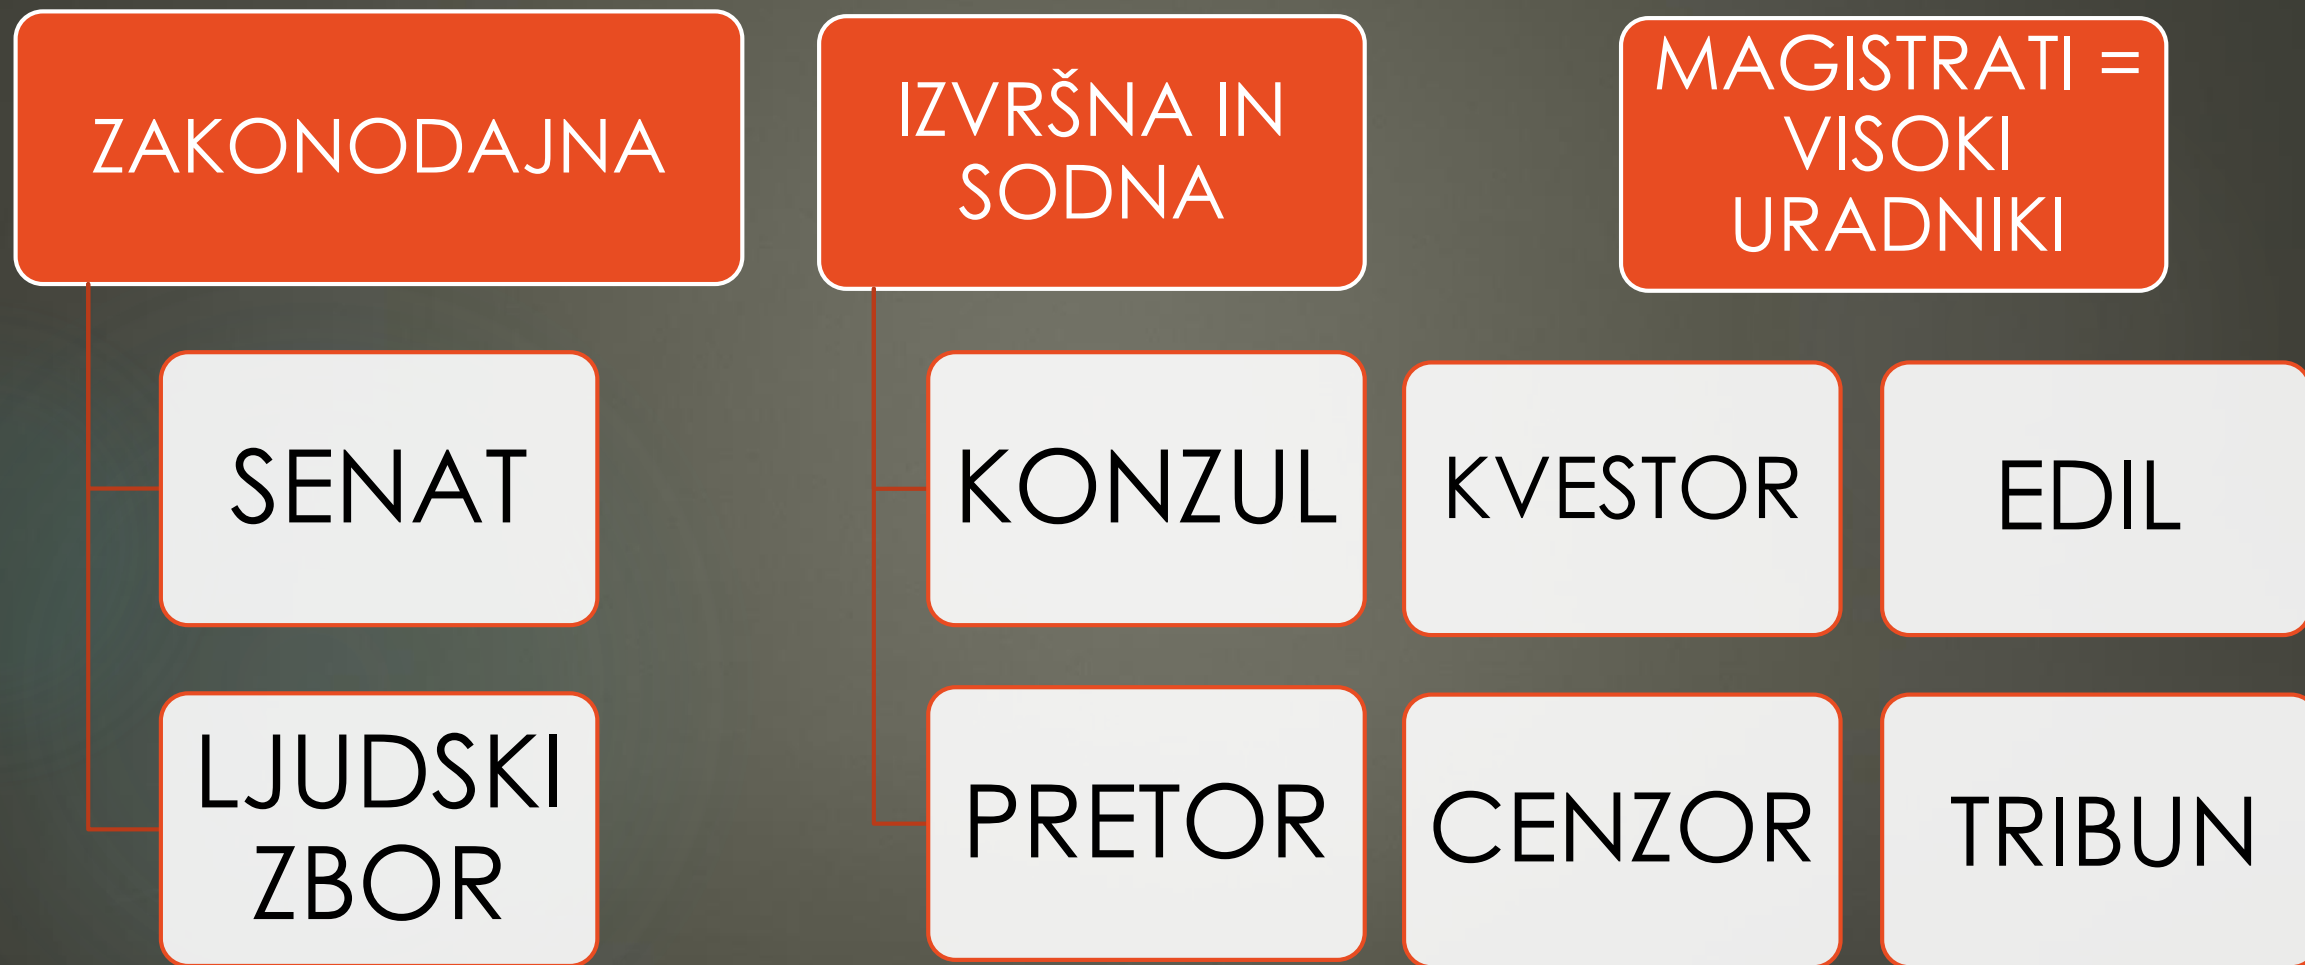 ZAKONODAJNA
IZVRŠNA IN
SODNA
MAGISTRATI =
VISOKI
URADNIKI
SENAT
KONZUL
KVESTOR
EDIL
LJUDSKI
ZBOR
PRETOR
CENZOR
TRIBUN